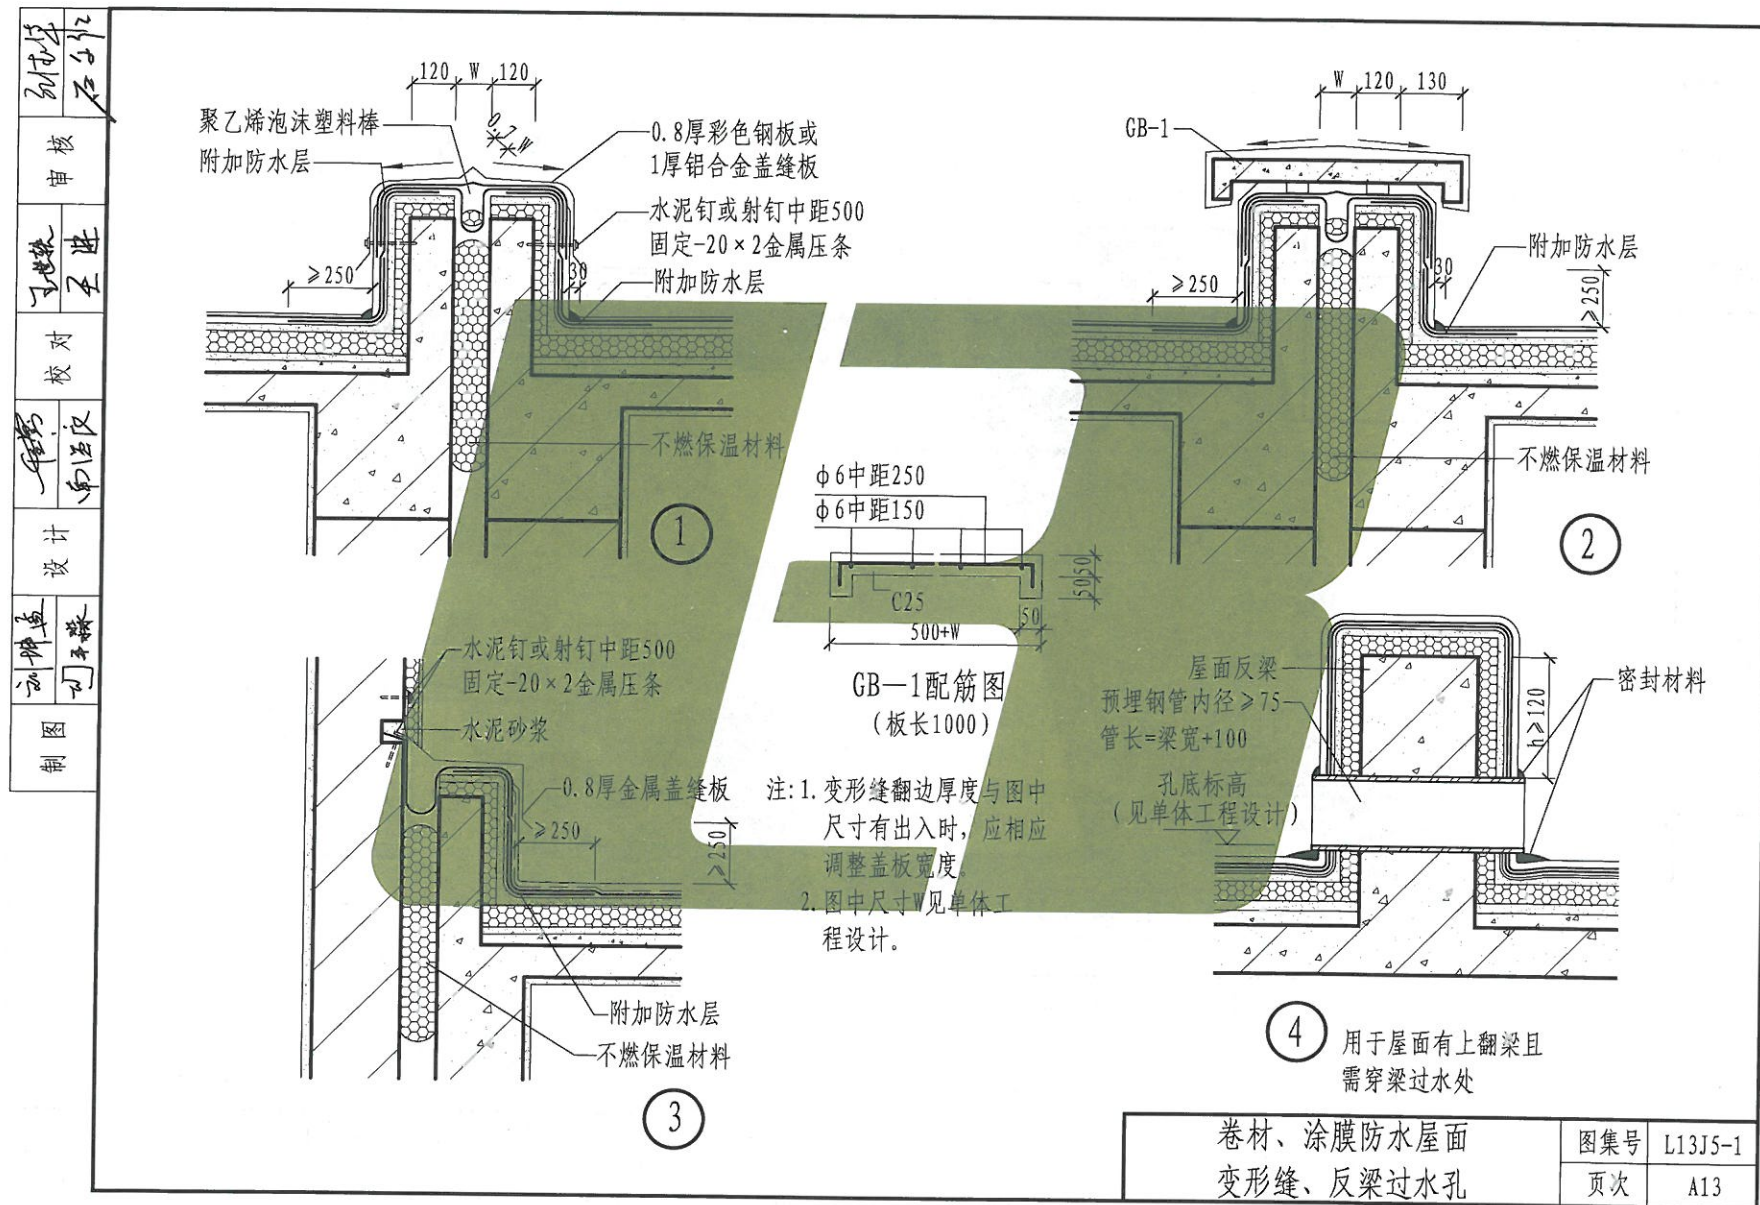 审核
校对
设计
制图
120 W 120
0.7W
聚乙烯泡沫塑料棒
附加防水层
0.8厚彩色钢板或
1厚铝合金盖缝板
水泥钉或射钉中距500
固定-20×2金属压条
30
附加防水层
≥250
不燃保温材料
1
W 120 130
GB-1
附加防水层
30
≥250
≥250
不燃保温材料
2
φ6中距250
φ6中距150
C25
50
50 50
500+W
GB—1配筋图
(板长1000)
水泥钉或射钉中距500
固定-20×2金属压条
水泥砂浆
0.8厚金属盖缝板
≥250
≥250
附加防水层
不燃保温材料
3
注:1. 变形缝翻边厚度与图中
尺寸有出入时, 应相应
调整盖板宽度。
2. 图中尺寸W见单体工
程设计。
屋面反梁
预埋钢管内径≥75
管长=梁宽+100
孔底标高
(见单体工程设计)
h≥120
密封材料
4
用于屋面有上翻梁且
需穿梁过水处
卷材、涂膜防水屋面
变形缝、反梁过水孔
图集号 L13J5-1
页次 A13